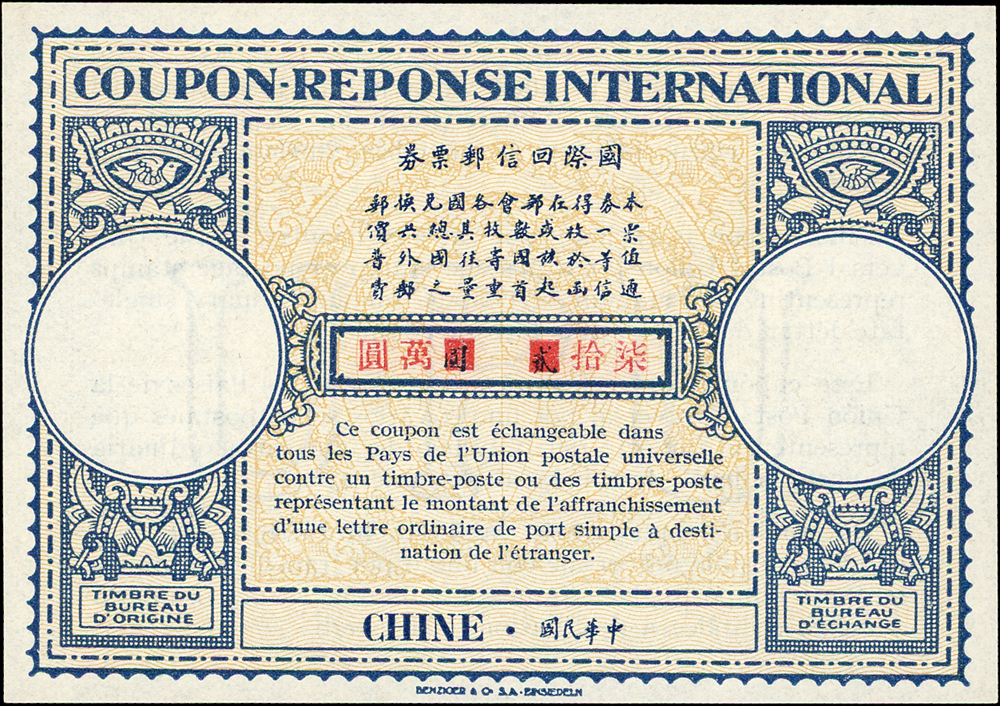 COUPON-REPONSE INTERNATIONAL
國際回信郵票券
本券得在郵會各國兌換郵
票一枚或數枚其總共價
值等於該國寄往國外普
通信函起首重量之郵資
柒拾貳 圓萬圓
Ce coupon est échangeable dans
tous les Pays de l'Union postale universelle
contre un timbre-poste ou des timbres-poste
représentant le montant de l'affranchissement
d'une lettre ordinaire de port simple à desti-
nation de l'étranger.
TIMBRE DU
BUREAU
D'ORIGINE
TIMBRE DU
BUREAU
D'ÉCHANGE
CHINE • 中華民國
BENZIGER & Co S.A. - EINSIEDELN